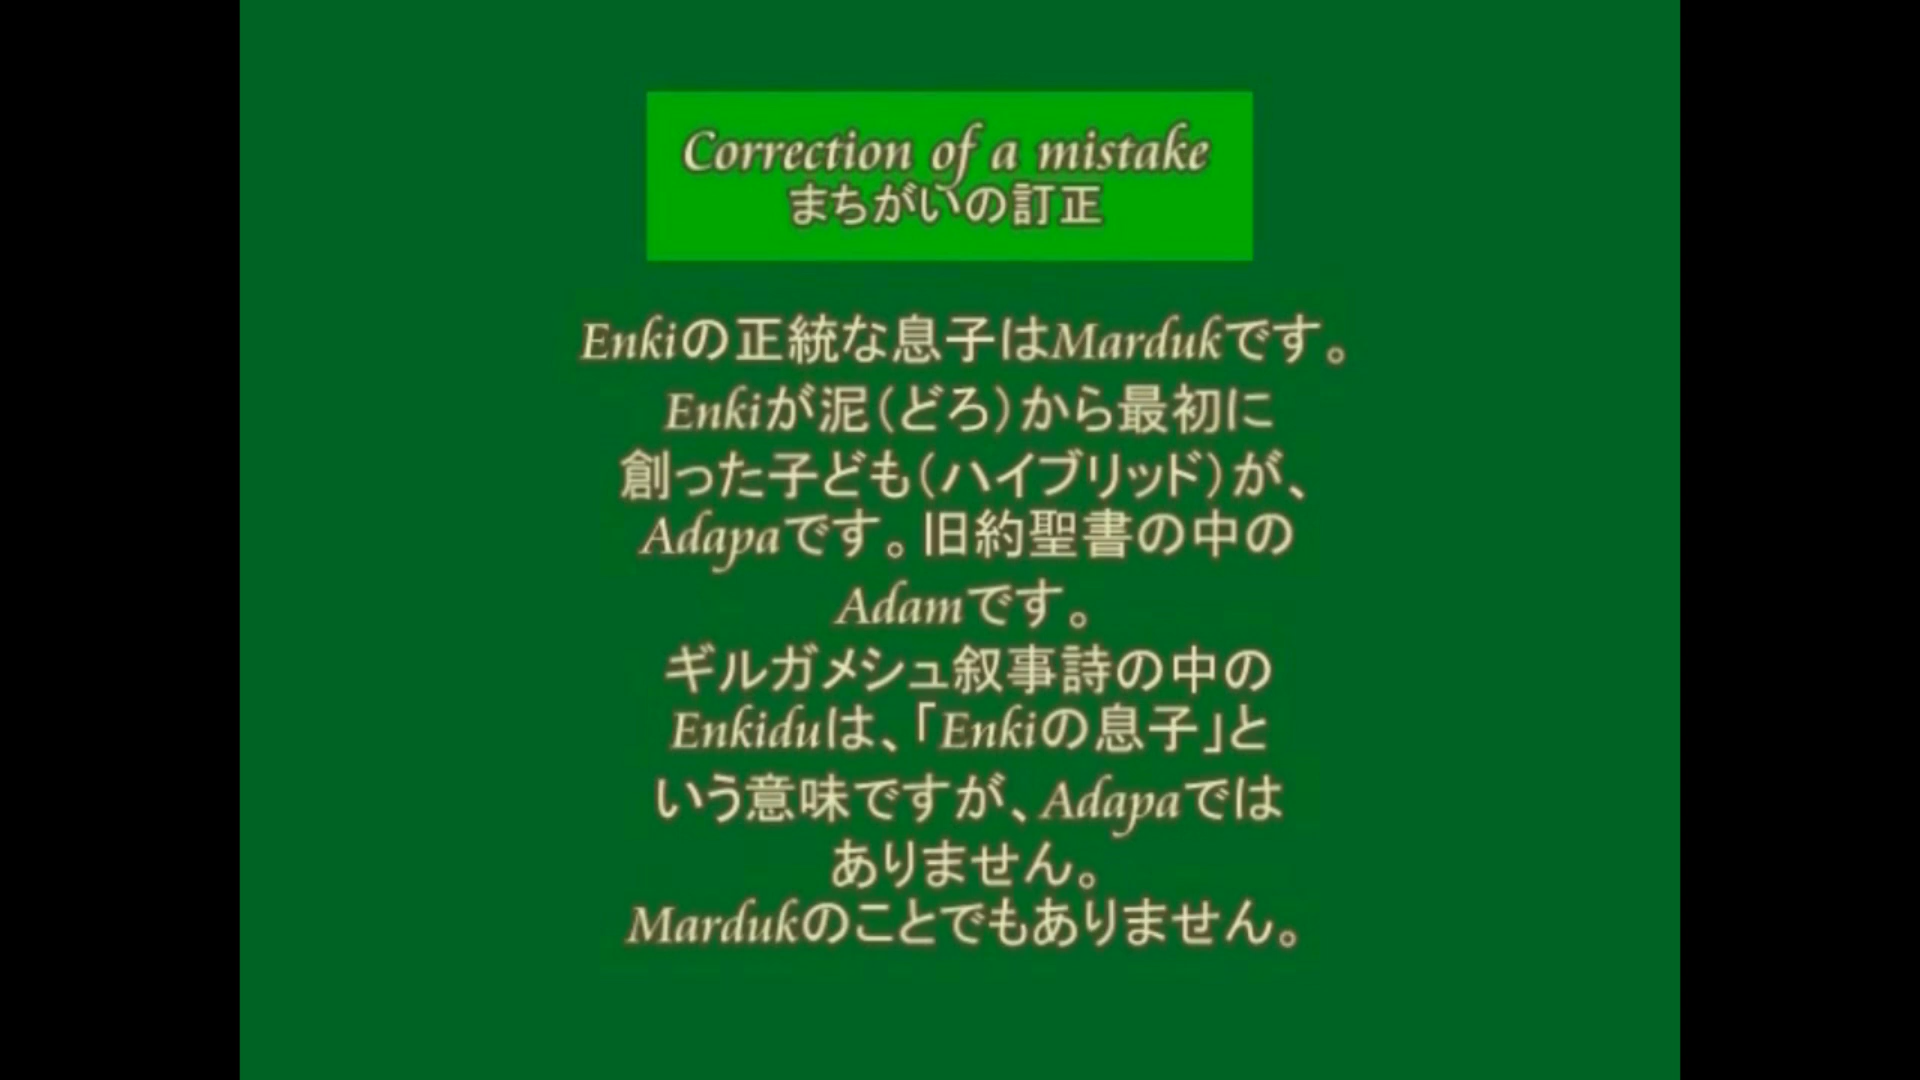 Correction of a mistake
まちがいの訂正
Enkiの正統な息子はMardukです。
Enkiが泥（どろ）から最初に
創った子ども（ハイブリッド）が、
Adapaです。旧約聖書の中の
Adamです。
ギルガメシュ叙事詩の中の
Enkiduは、「Enkiの息子」と
いう意味ですが、Adapaでは
ありません。
Mardukのことでもありません。